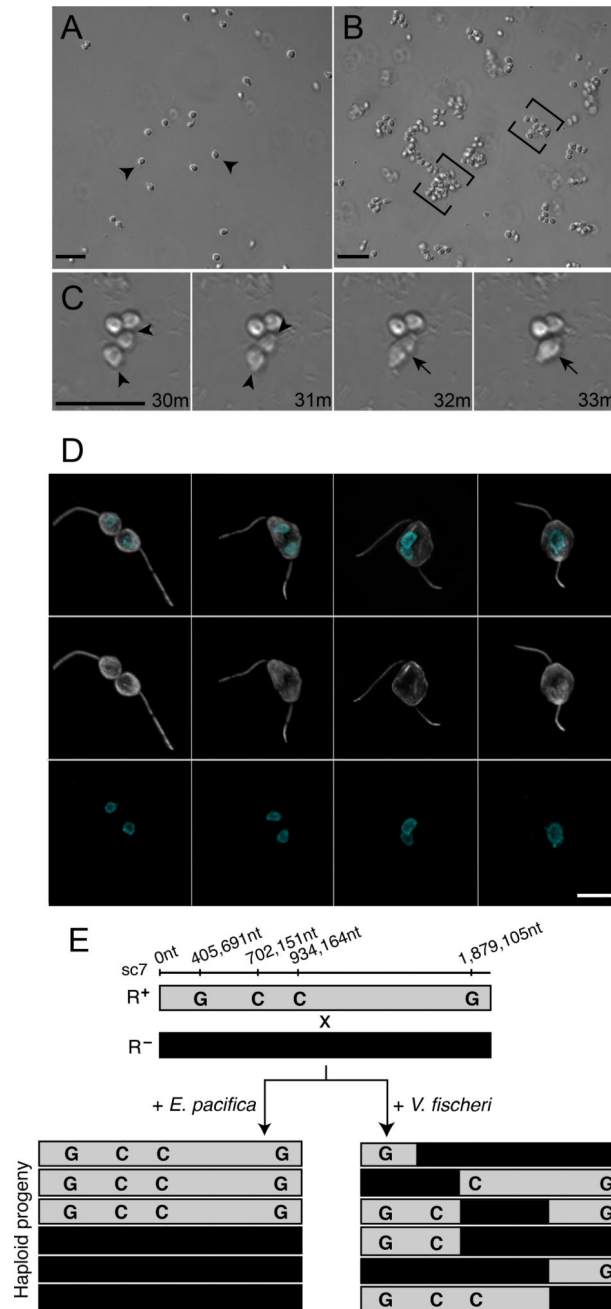 A
B
C
30m
31m
32m
33m
D
E
0nt
405,691nt
702,151nt
934,164nt
1,879,105nt
sc7
R+
G C C G
X
R−
+ E. pacifica
+ V. fischeri
Haploid progeny
G C C G
G C C G
G C C G
G
C G
G C G
G C
G
G C C